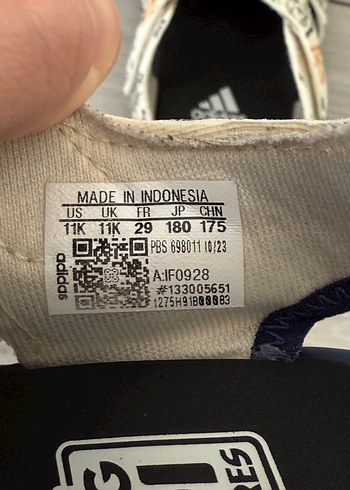 adidas
MADE IN INDONESIA
US UK FR JP CHN
11K 11K 29 180 175
PBS 698011 10/23
adidas
A:IF0928
#133005651